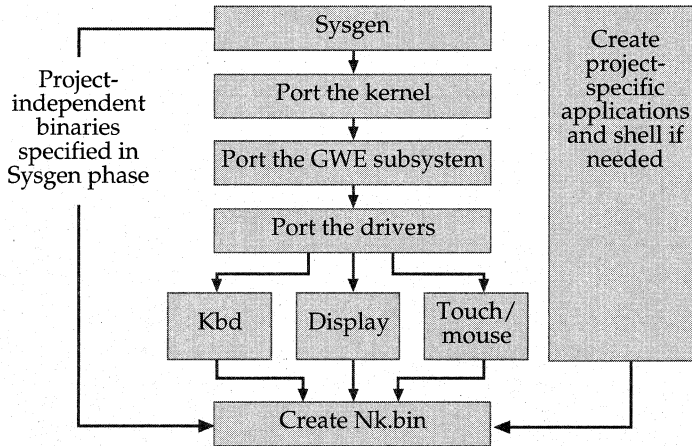 Sysgen
Project-
independent
binaries
specified in
Sysgen phase
Port the kernel
Port the GWE subsystem
Port the drivers
Kbd
Display
Touch/
mouse
Create Nk.bin
Create
project-
specific
applications
and shell if
needed